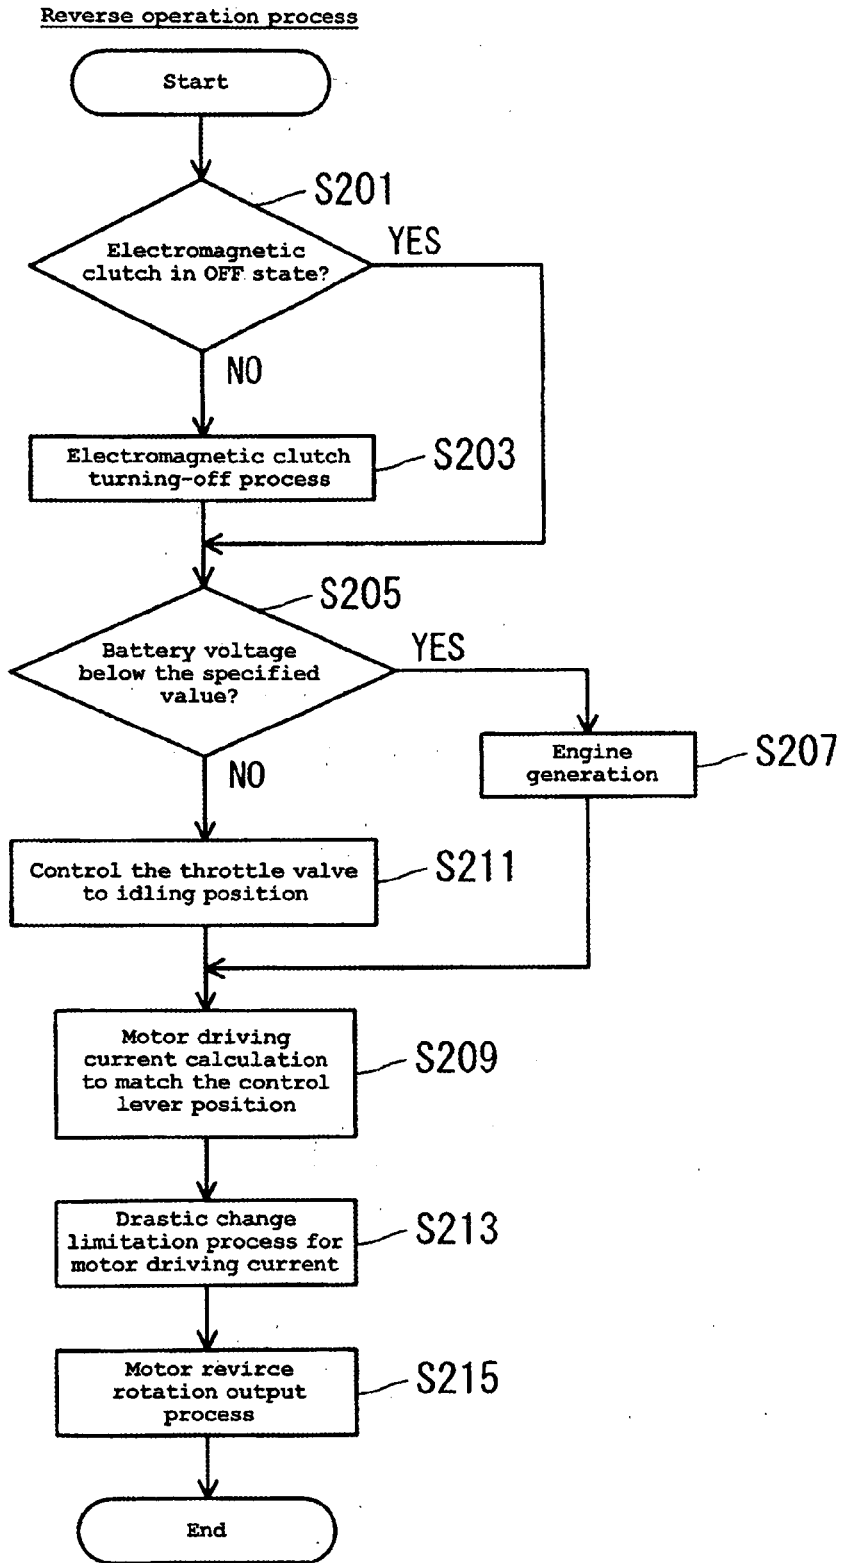 Reverse operation process
Start
S201
Electromagnetic
clutch in OFF state?
YES
NO
Electromagnetic clutch
turning-off process
S203
S205
Battery voltage
below the specified
value?
YES
NO
Engine
generation
S207
Control the throttle valve
to idling position
S211
Motor driving
current calculation
to match the control
lever position
S209
Drastic change
limitation process for
motor driving current
S213
Motor revirce
rotation output
process
S215
End